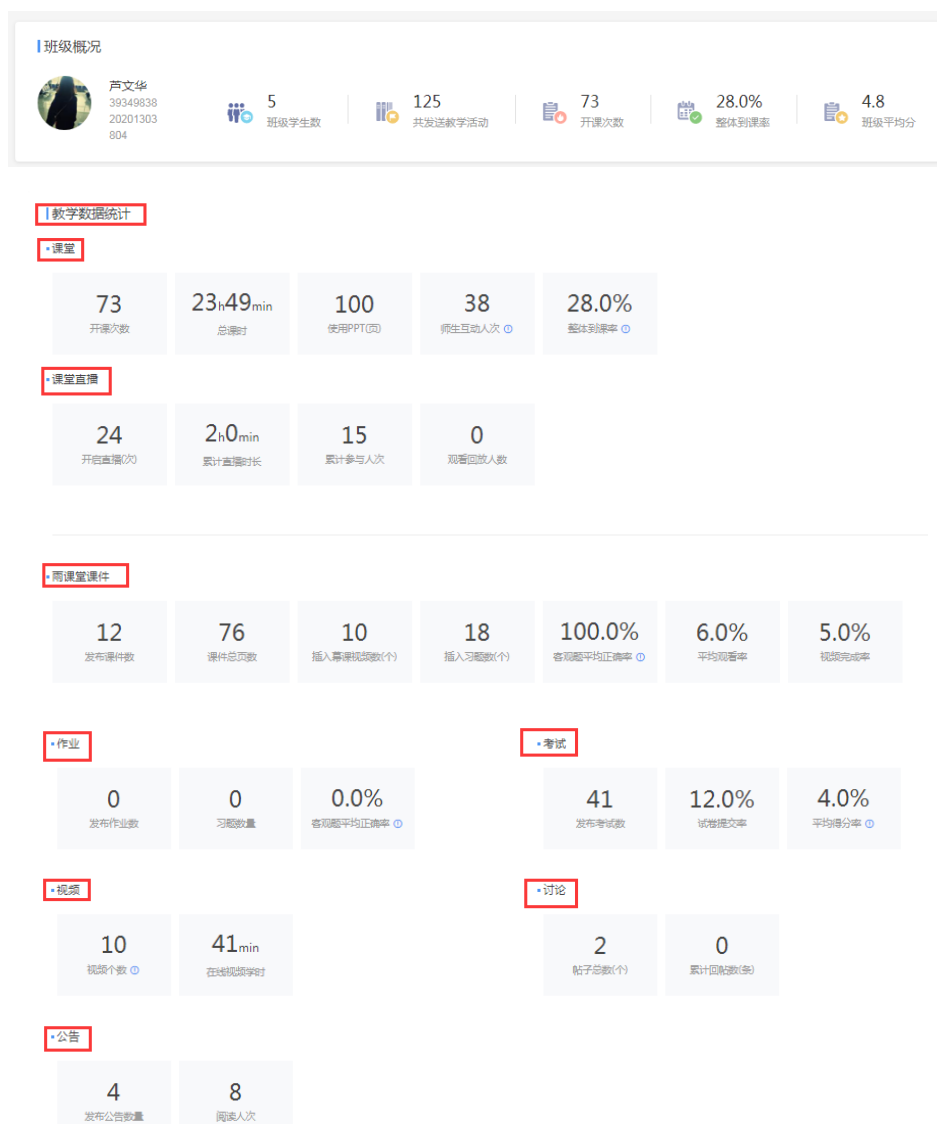 班级概况
芦文华
39349838
20201303
804
5
班级学生数
125
共发送教学活动
73
开课次数
28.0%
整体到课率
4.8
班级平均分
教学数据统计
课堂
73
开课次数
23h49min
总课时
100
使用PPT(页)
38
师生互动人次
28.0%
整体到课率
课堂直播
24
开启直播(次)
2h0min
累计直播时长
15
累计参与人次
0
观看回放人数
雨课堂课件
12
发布课件数
76
课件总页数
10
插入慕课视频数(个)
18
插入习题数(个)
100.0%
客观题平均正确率
6.0%
平均观看率
5.0%
视频完成率
作业
0
发布作业数
0
习题数量
0.0%
客观题平均正确率
考试
41
发布考试数
12.0%
试卷提交率
4.0%
平均得分率
视频
10
视频个数
41min
在线视频学时
讨论
2
帖子总数(个)
0
累计回帖数(条)
公告
4
发布公告数量
8
阅读人次